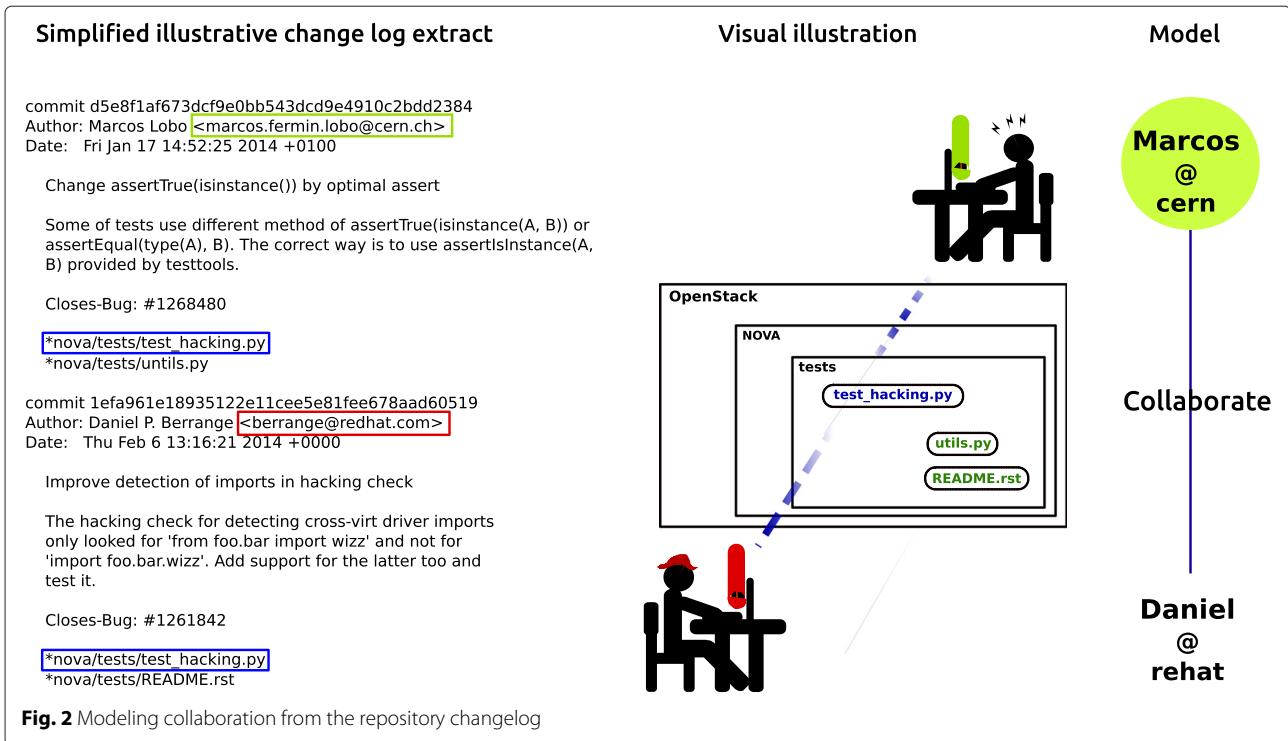 Simplified illustrative change log extract
Visual illustration
Model
commit d5e8f1af673dcf9e0bb543dcd9e4910c2bdd2384
Author: Marcos Lobo <marcos.fermin.lobo@cern.ch>
Date: Fri Jan 17 14:52:25 2014 +0100
Change assertTrue(isinstance()) by optimal assert
Some of tests use different method of assertTrue(isinstance(A, B)) or
assertEqual(type(A), B). The correct way is to use assertIsInstance(A,
B) provided by testtools.
Closes-Bug: #1268480
*nova/tests/test_hacking.py
*nova/tests/untils.py
commit 1efa961e18935122e11cee5e81fee678aad60519
Author: Daniel P. Berrange <berrange@redhat.com>
Date: Thu Feb 6 13:16:21 2014 +0000
Improve detection of imports in hacking check
The hacking check for detecting cross-virt driver imports
only looked for 'from foo.bar import wizz' and not for
'import foo.bar.wizz'. Add support for the latter too and
test it.
Closes-Bug: #1261842
*nova/tests/test_hacking.py
*nova/tests/README.rst
OpenStack
NOVA
tests
test_hacking.py
utils.py
README.rst
Marcos
@
cern
Collaborate
Daniel
@
rehat
Fig. 2 Modeling collaboration from the repository changelog